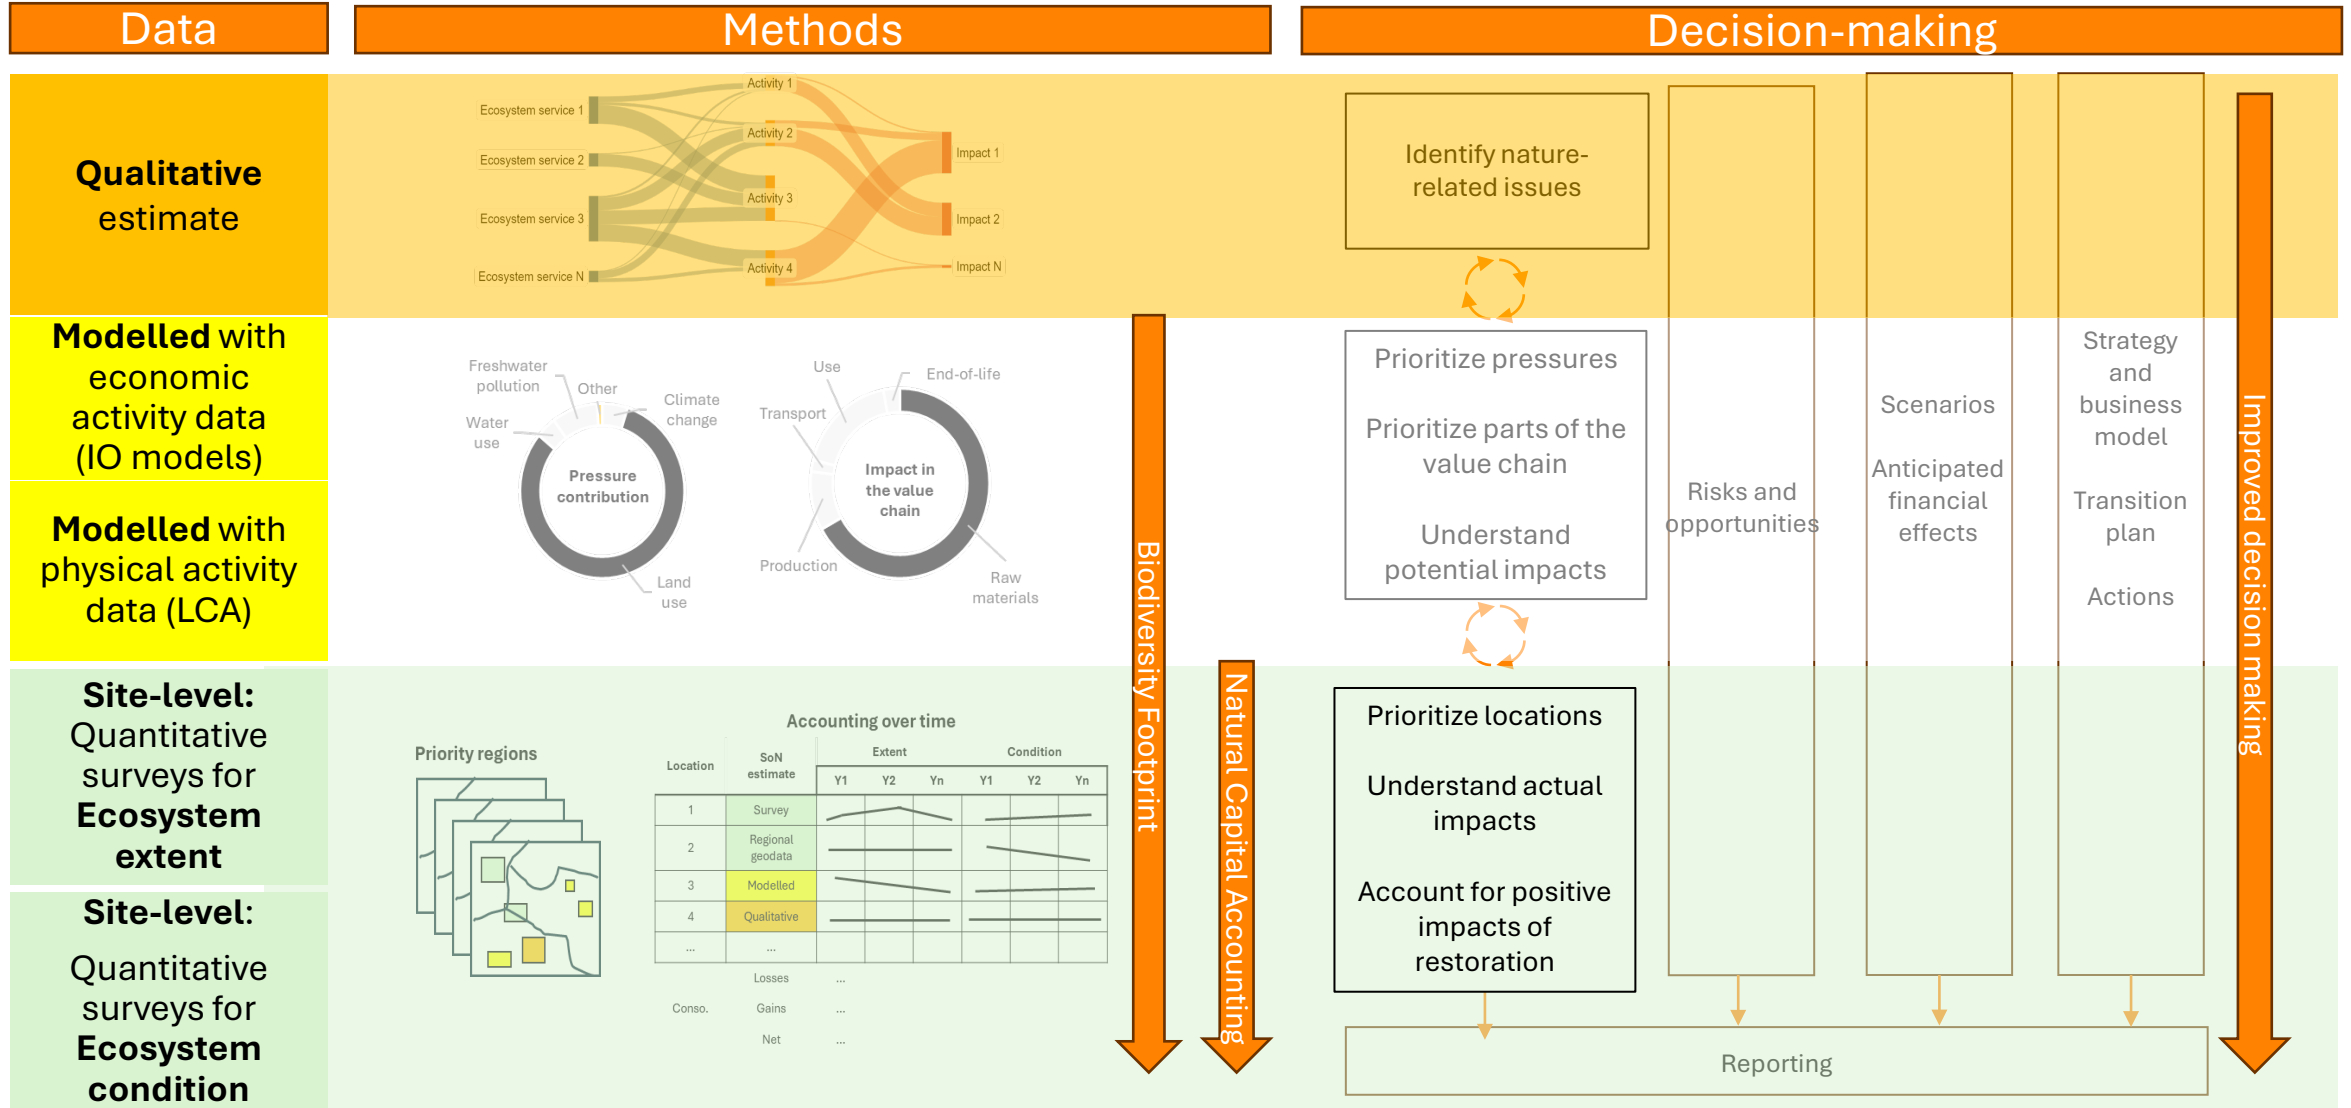 Data
Methods
Decision-making
Qualitative
estimate
Ecosystem service 1
Ecosystem service 2
Ecosystem service 3
Ecosystem service N
Activity 1
Activity 2
Activity 3
Activity 4
Impact 1
Impact 2
Impact N
Identify nature-
related issues
Modelled with
economic
activity data
(IO models)
Modelled with
physical activity
data (LCA)
Freshwater
pollution
Other
Climate
change
Water
use
Pressure
contribution
Land
use
Use
End-of-life
Transport
Impact in
the value
chain
Production
Raw
materials
Biodiversity Footprint
Natural Capital Accounting
Prioritize pressures
Prioritize parts of the
value chain
Understand
potential impacts
Risks and
opportunities
Scenarios
Anticipated
financial
effects
Strategy
and
business
model
Transition
plan
Actions
Improved decision making
Site-level:
Quantitative
surveys for
Ecosystem
extent
Site-level:
Quantitative
surveys for
Ecosystem
condition
Priority regions
Accounting over time
Location
SoN
estimate
Extent
Condition
Y1 Y2 Yn Y1 Y2 Yn
1 Survey
2 Regional
geodata
3 Modelled
4 Qualitative
... ...
Losses ...
Conso. Gains ...
Net ...
Prioritize locations
Understand actual
impacts
Account for positive
impacts of
restoration
Reporting